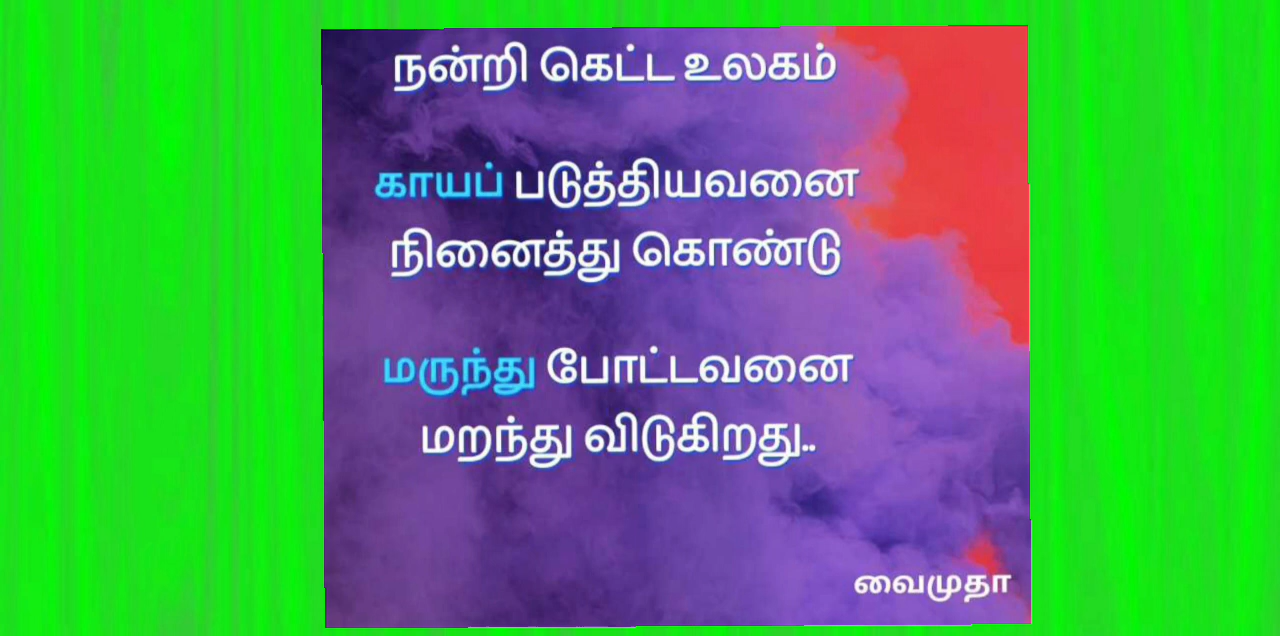 நன்றி கெட்ட உலகம்
காயப் படுத்தியவனை
நினைத்து கொண்டு
மருந்து போட்டவனை
மறந்து விடுகிறது..
வைமுதா